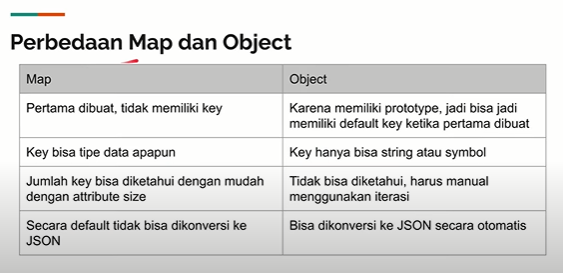 Perbedaan Map dan Object
Map
Object
Pertama dibuat, tidak memiliki key
Karena memiliki prototype, jadi bisa jadi
memiliki default key ketika pertama dibuat
Key bisa tipe data apapun
Key hanya bisa string atau symbol
Jumlah key bisa diketahui dengan mudah
dengan attribute size
Tidak bisa diketahui, harus manual
menggunakan iterasi
Secara default tidak bisa dikonversi ke
JSON
Bisa dikonversi ke JSON secara otomatis